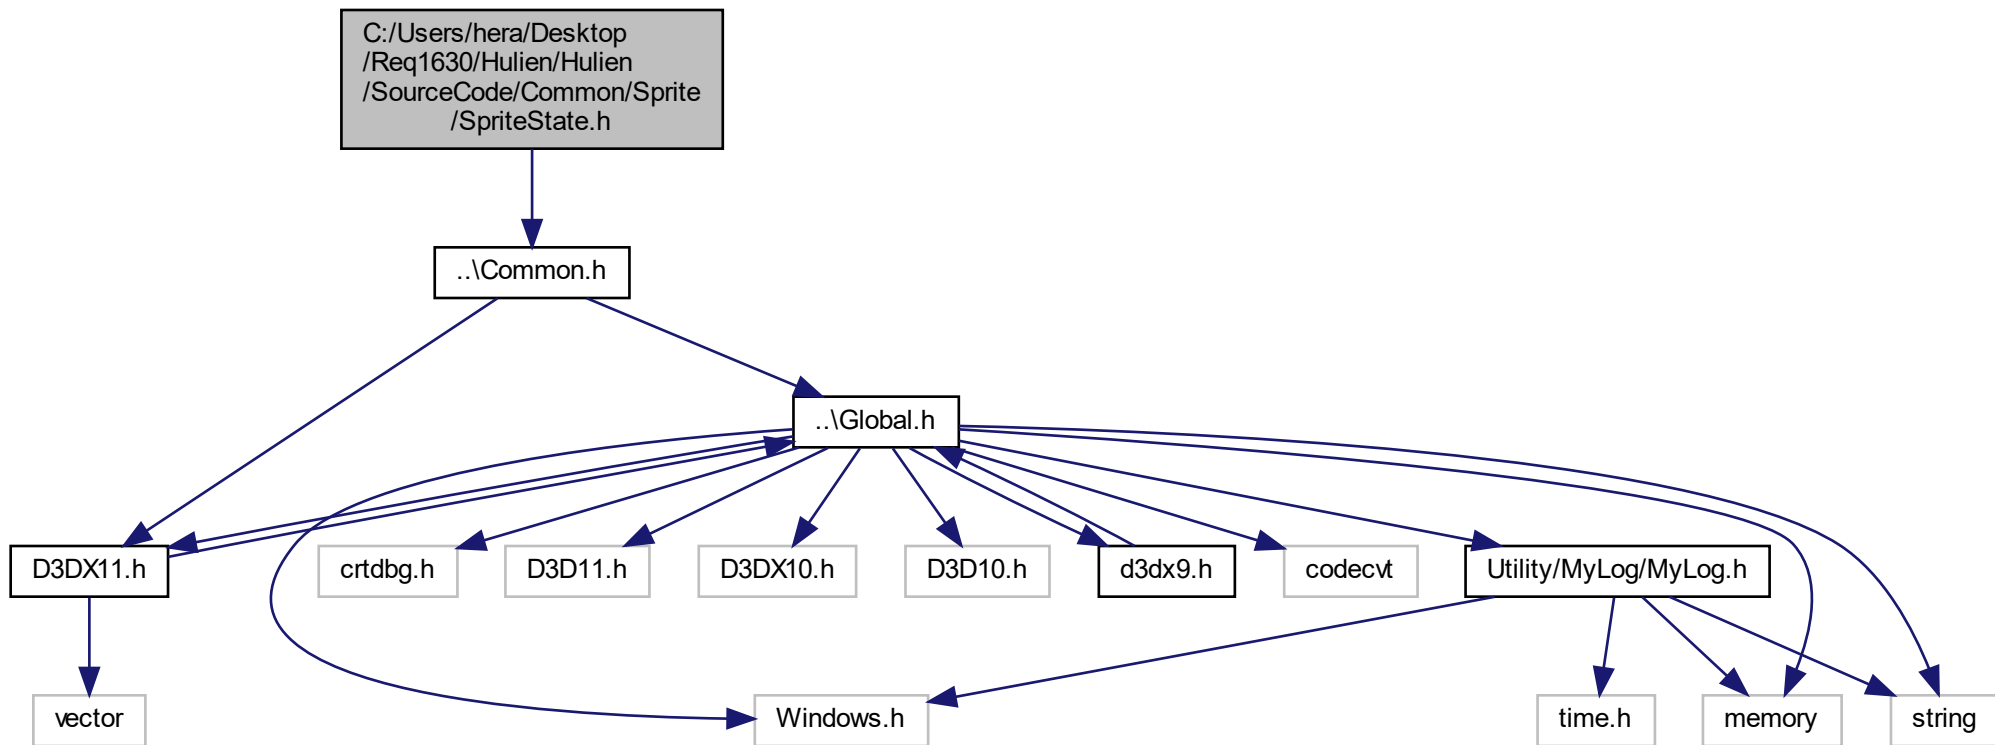 C:/Users/hera/Desktop
/Req1630/Hulien/Hulien
/SourceCode/Common/Sprite
/SpriteState.h
..\Common.h
..\Global.h
D3DX11.h
crtdbg.h
D3D11.h
D3DX10.h
D3D10.h
d3dx9.h
codecvt
Utility/MyLog/MyLog.h
vector
Windows.h
time.h
memory
string